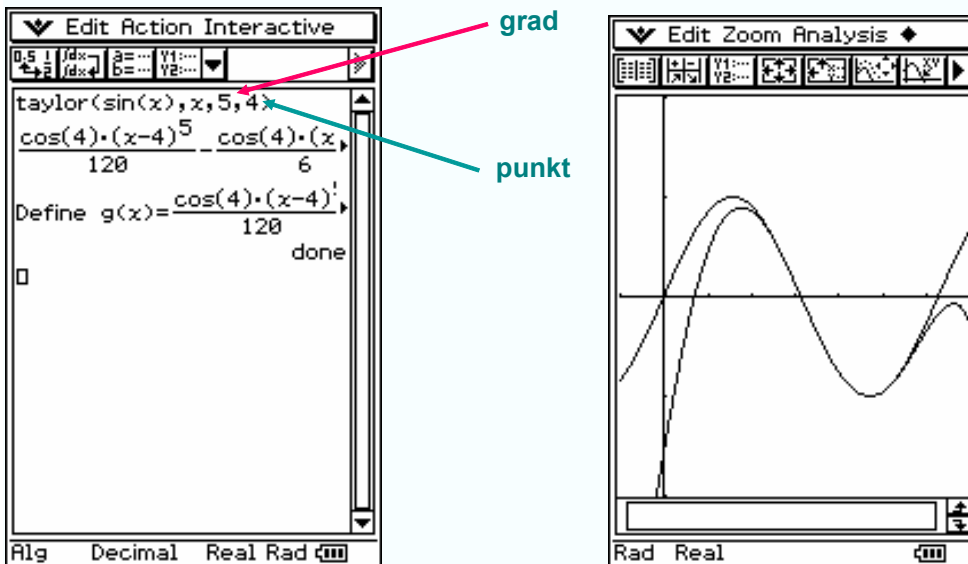 Edit Action Interactive
grad
taylor(sin(x),x,5,4)
cos(4)·(x-4)^5/120 - cos(4)·(x/6
punkt
Define g(x)=cos(4)·(x-4)/120
done
Alg Decimal Real Rad
Edit Zoom Analysis ◆
Rad Real